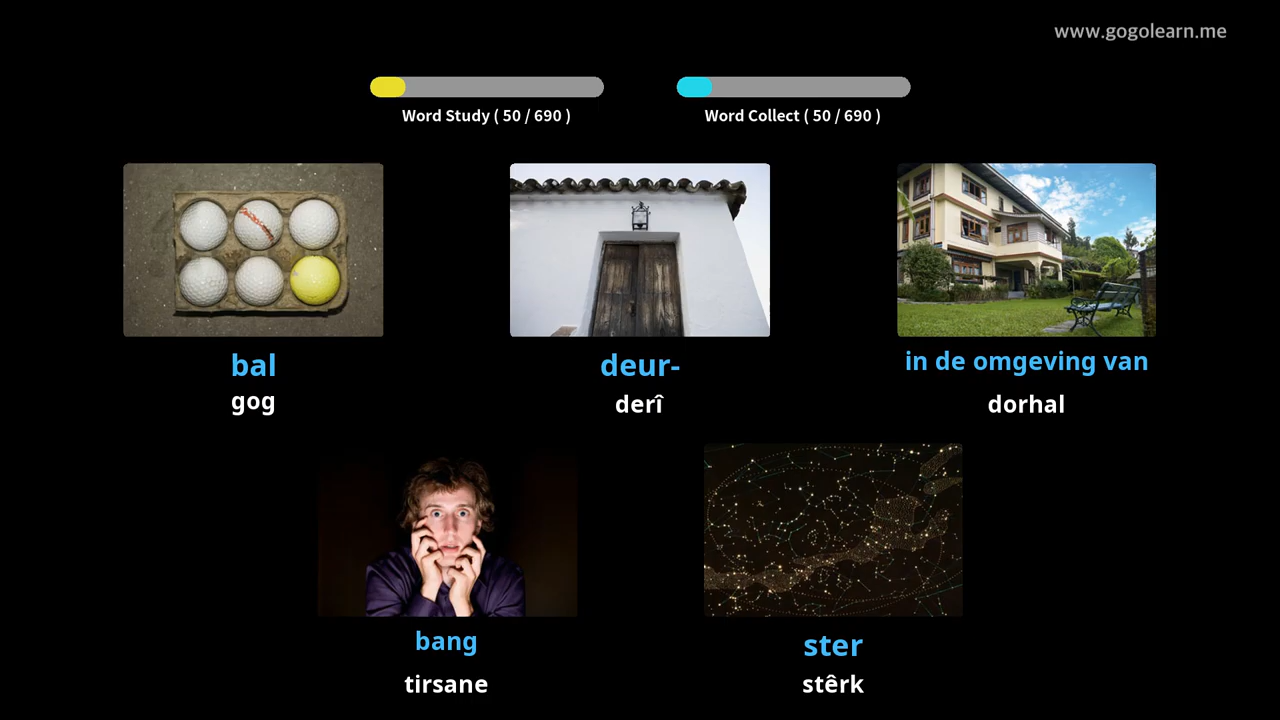 www.gogolearn.me
Word Study ( 50 / 690 )
Word Collect ( 50 / 690 )
bal
gog
deur-
derî
in de omgeving van
dorhal
bang
tirsane
ster
stêrk